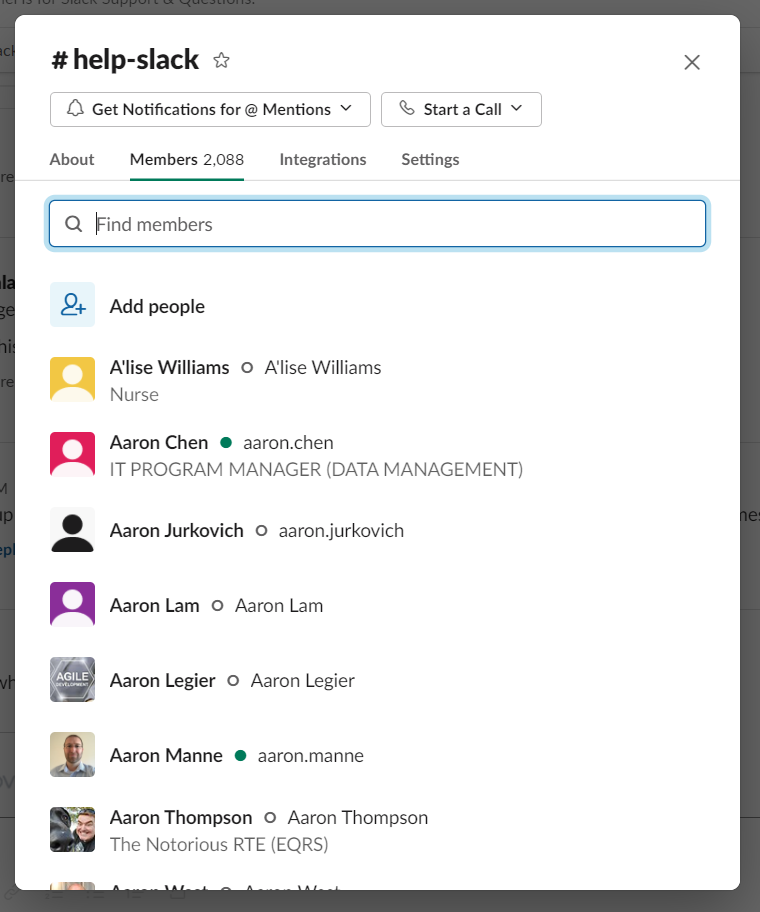 nel is for Slack Support & Questions.
# help-slack
Get Notifications for @ Mentions
Start a Call
About
Members 2,088
Integrations
Settings
Find members
Add people
A'lise Williams A'lise Williams
Nurse
Aaron Chen aaron.chen
IT PROGRAM MANAGER (DATA MANAGEMENT)
Aaron Jurkovich aaron.jurkovich
Aaron Lam Aaron Lam
AGILE
DEVELOPMENT
Aaron Legier Aaron Legier
Aaron Manne aaron.manne
Aaron Thompson Aaron Thompson
The Notorious RTE (EQRS)
Aaron West Aaron West